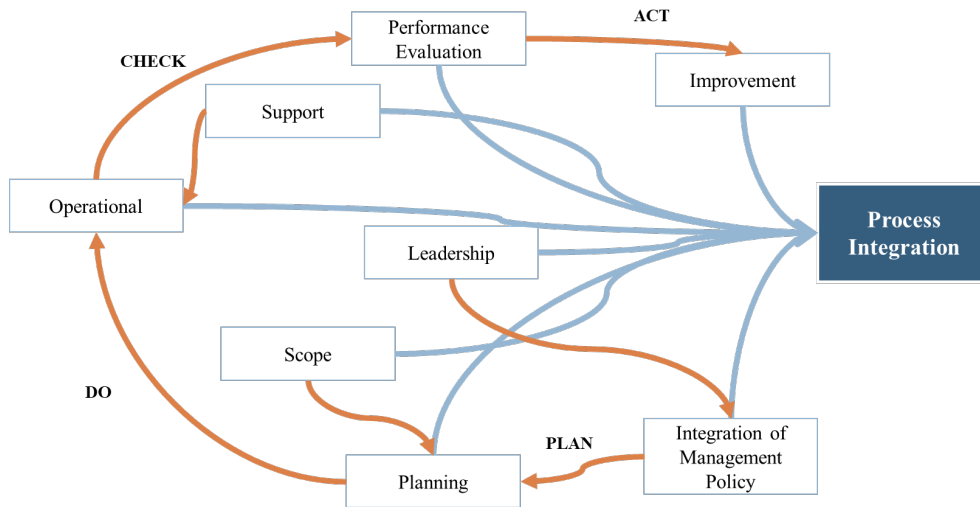 ACT
Performance
Evaluation
CHECK
Improvement
Support
Operational
Process
Integration
Leadership
Scope
DO
PLAN
Integration of
Management
Policy
Planning